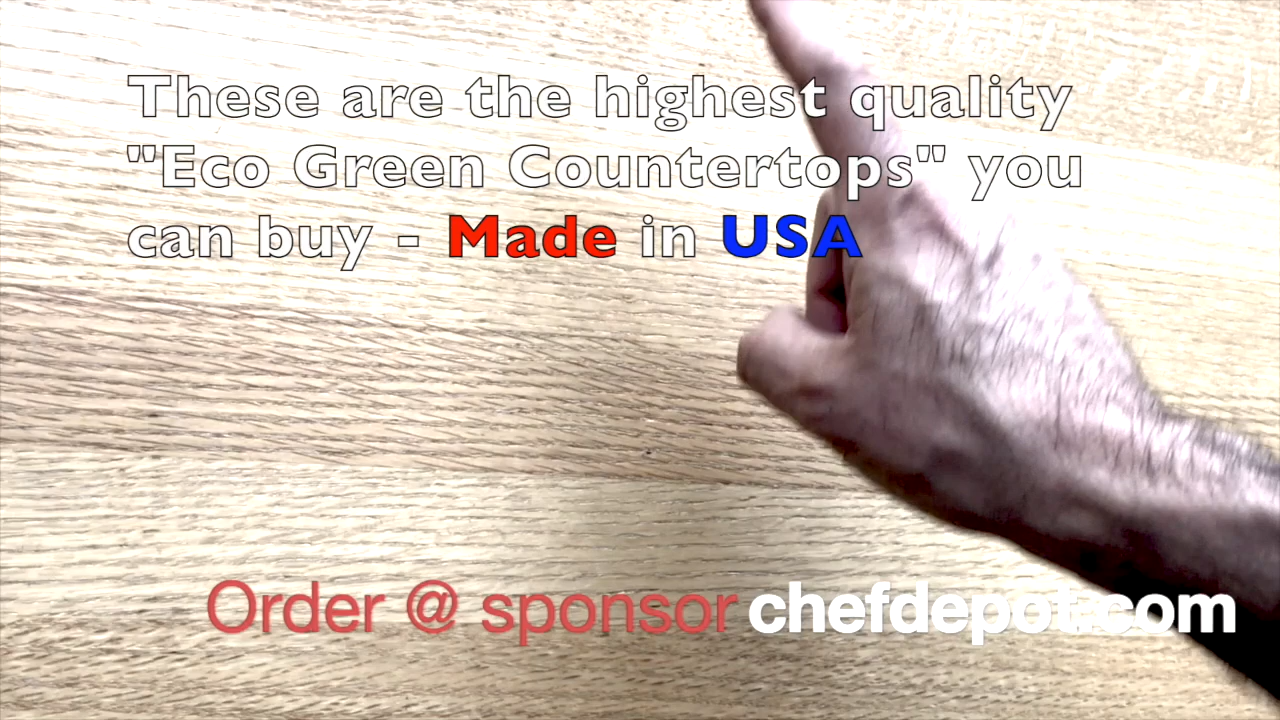 These are the highest quality
"Eco Green Countertops" you
can buy - Made in USA
Order @ sponsor chefdepot.com